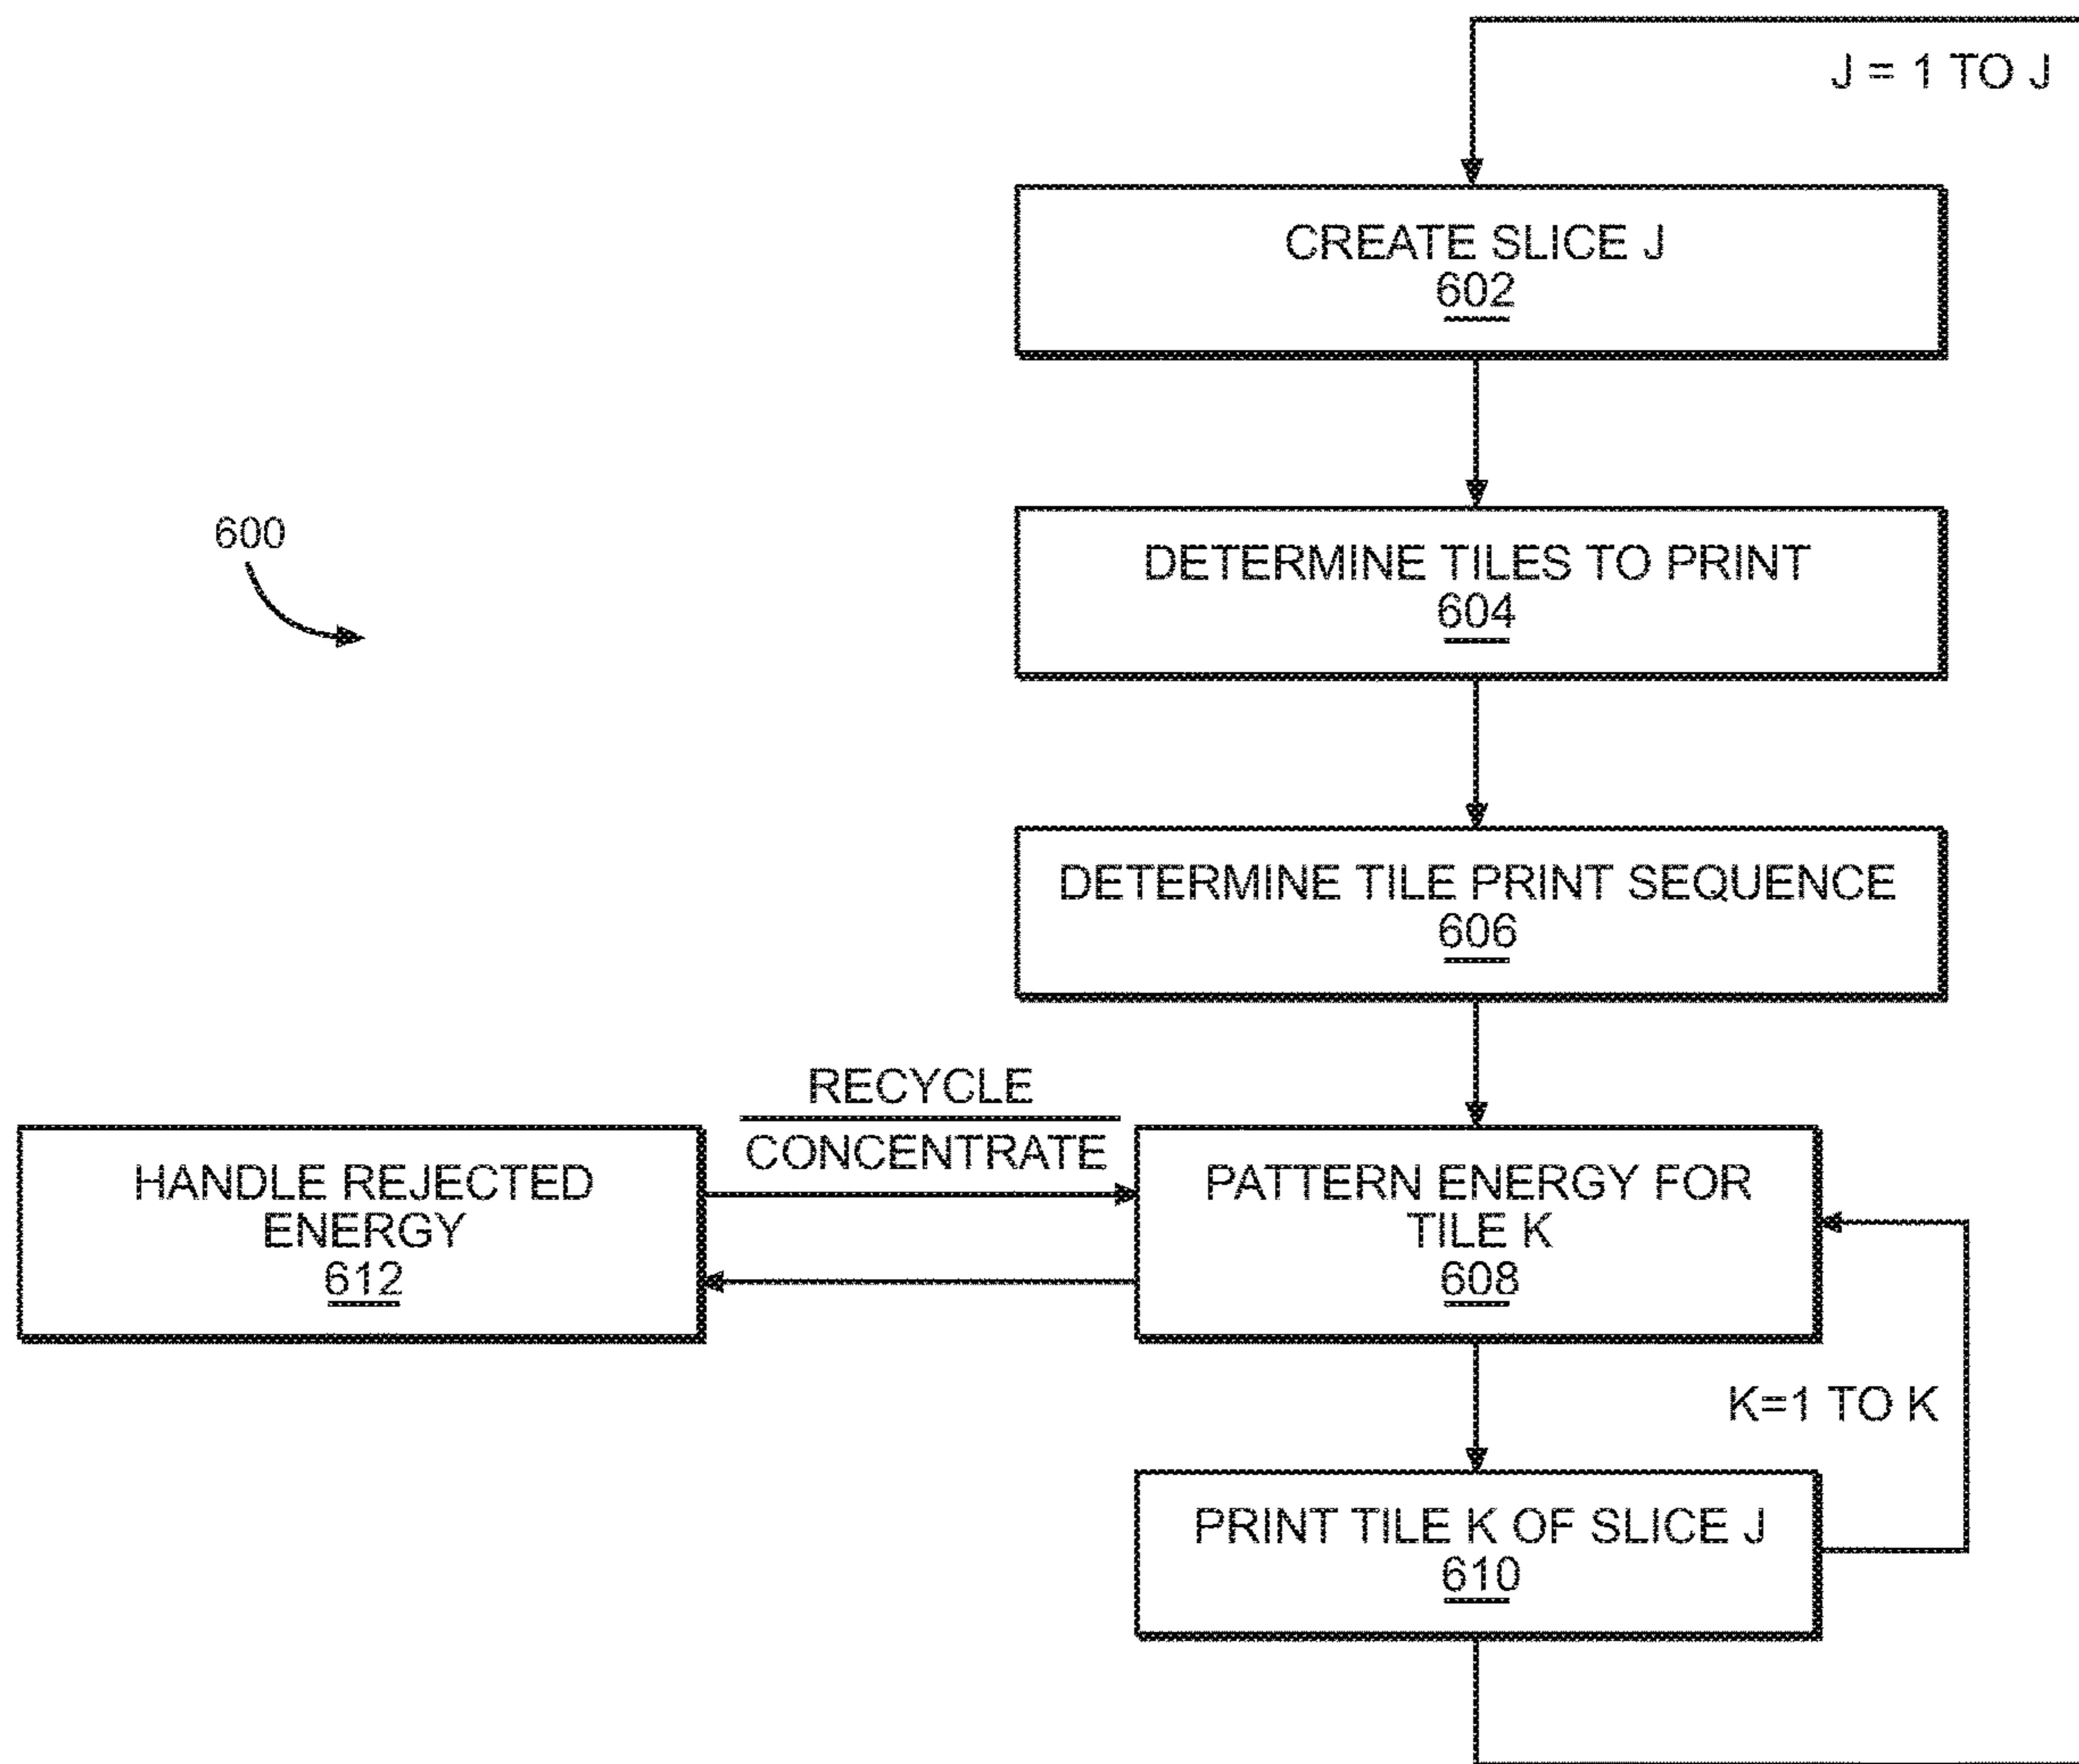 J = 1 TO J
CREATE SLICE J
602
600
DETERMINE TILES TO PRINT
604
DETERMINE TILE PRINT SEQUENCE
606
RECYCLE
CONCENTRATE
HANDLE REJECTED
ENERGY
612
PATTERN ENERGY FOR
TILE K
608
K=1 TO K
PRINT TILE K OF SLICE J
610